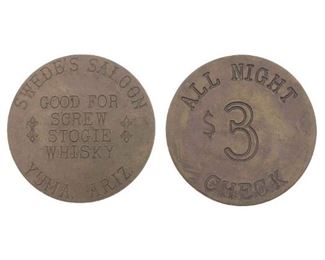 SWEDE'S SALOON
GOOD FOR
SCREW
STOGIE
WHISKY
YUMA, ARIZ.
ALL NIGHT
$3
CHECK